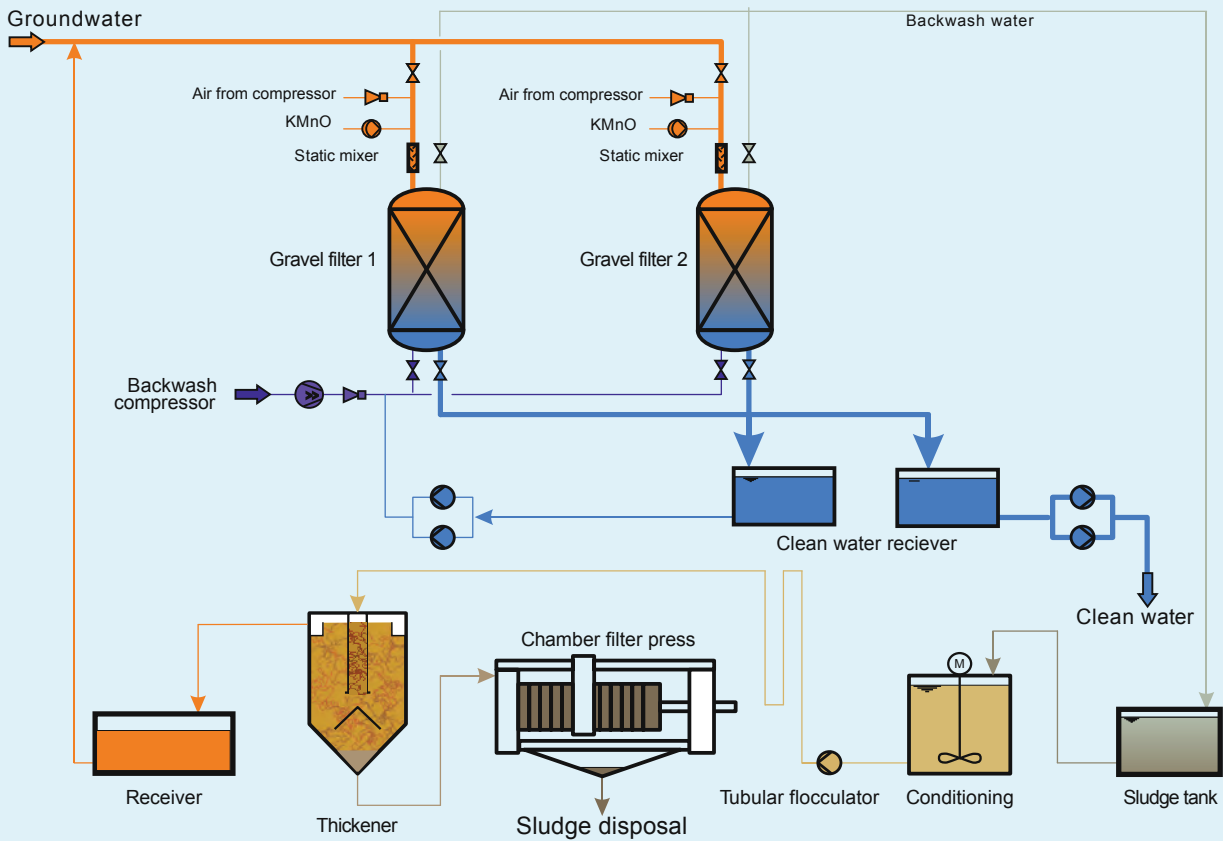 Groundwater
Backwash water
Air from compressor
Air from compressor
KMnO
KMnO
Static mixer
Static mixer
Gravel filter 1
Gravel filter 2
Backwash
compressor
Clean water reciever
Clean water
Chamber filter press
M
Receiver
Thickener
Sludge disposal
Tubular flocculator
Conditioning
Sludge tank